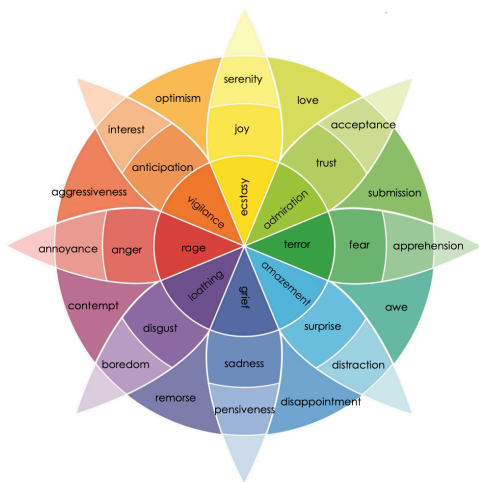 serenity
optimism
love
interest
joy
acceptance
anticipation
trust
aggressiveness
vigilance
ecstasy
admiration
submission
annoyance
anger
rage
terror
fear
apprehension
loathing
grief
amazement
contempt
disgust
surprise
awe
boredom
sadness
distraction
remorse
pensiveness
disappointment